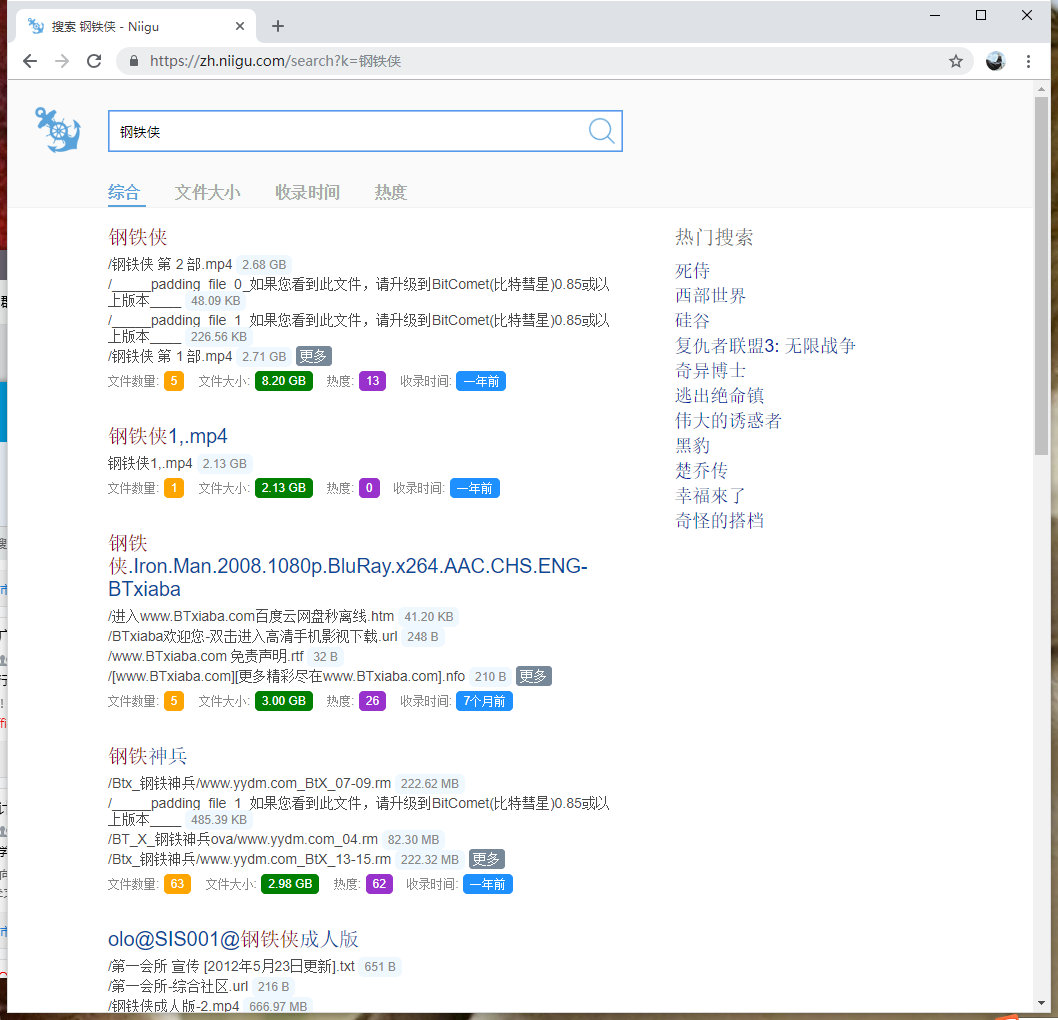 搜索 钢铁侠 - Niigu
https://zh.niigu.com/search?k=钢铁侠
钢铁侠
综合 文件大小 收录时间 热度
钢铁侠
/钢铁侠 第 2 部.mp4 2.68 GB
/_____padding_file_0_如果您看到此文件，请升级到BitComet(比特彗星)0.85或以
上版本____ 48.09 KB
/_____padding_file_1_如果您看到此文件，请升级到BitComet(比特彗星)0.85或以
上版本____ 226.56 KB
/钢铁侠 第 1 部.mp4 2.71 GB 更多
文件数量: 5 文件大小: 8.20 GB 热度: 13 收录时间: 一年前
钢铁侠1,.mp4
钢铁侠1,.mp4 2.13 GB
文件数量: 1 文件大小: 2.13 GB 热度: 0 收录时间: 一年前
钢铁
侠.Iron.Man.2008.1080p.BluRay.x264.AAC.CHS.ENG-
BTxiaba
/进入www.BTxiaba.com百度云网盘秒离线.htm 41.20 KB
/BTxiaba欢迎您-双击进入高清手机影视下载.url 248 B
/www.BTxiaba.com 免责声明.rtf 32 B
/[www.BTxiaba.com][更多精彩尽在www.BTxiaba.com].nfo 210 B 更多
文件数量: 5 文件大小: 3.00 GB 热度: 26 收录时间: 7个月前
钢铁神兵
/Btx_钢铁神兵/www.yydm.com_BtX_07-09.rm 222.62 MB
/_____padding_file_1_如果您看到此文件，请升级到BitComet(比特彗星)0.85或以
上版本____ 485.39 KB
/BT_X_钢铁神兵ova/www.yydm.com_04.rm 82.30 MB
/Btx_钢铁神兵/www.yydm.com_BtX_13-15.rm 222.32 MB 更多
文件数量: 63 文件大小: 2.98 GB 热度: 62 收录时间: 一年前
olo@SIS001@钢铁侠成人版
/第一会所 宣传 [2012年5月23日更新].txt 651 B
/第一会所-综合社区.url 216 B
/钢铁侠成人版-2.mp4 666.97 MB
热门搜索
死侍
西部世界
硅谷
复仇者联盟3: 无限战争
奇异博士
逃出绝命镇
伟大的诱惑者
黑豹
楚乔传
幸福來了
奇怪的搭档